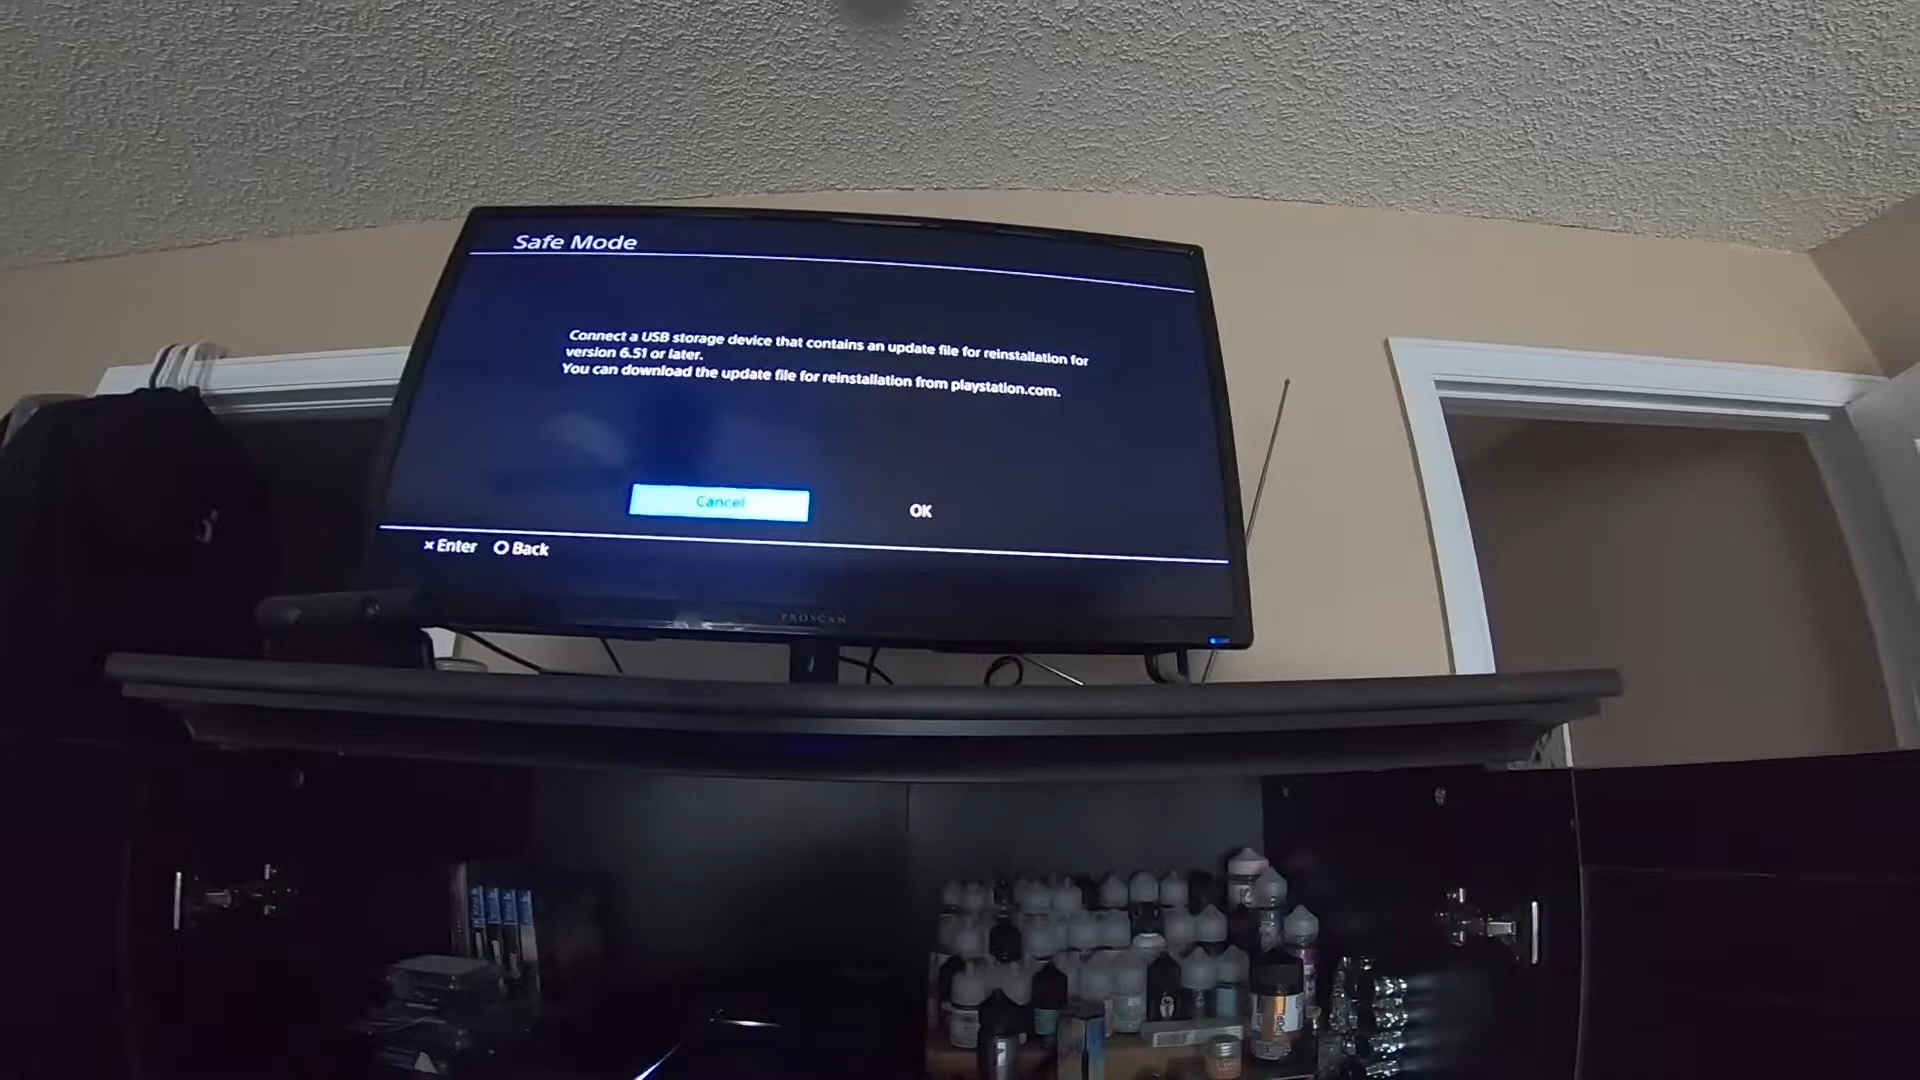 Safe Mode
Connect a USB storage device that contains an update file for reinstallation for
version 6.51 or later.
You can download the update file for reinstallation from playstation.com.
Cancel
OK
× Enter ○ Back
PROSCAN